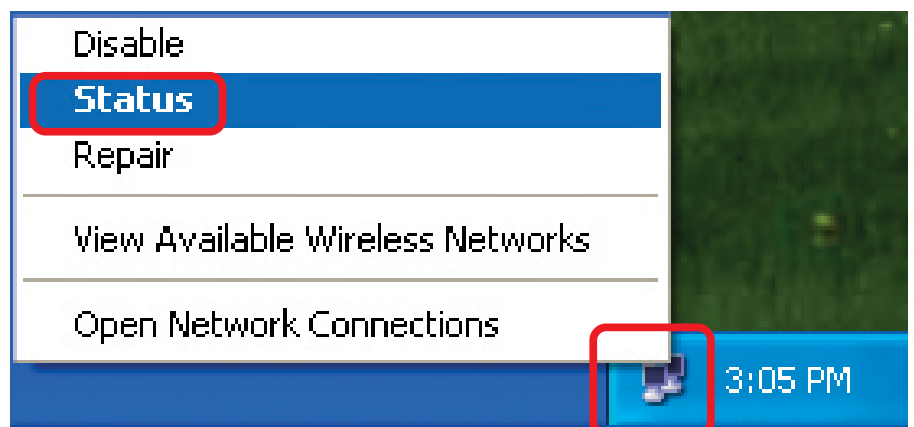 Disable
Status
Repair
View Available Wireless Networks
Open Network Connections
3:05 PM